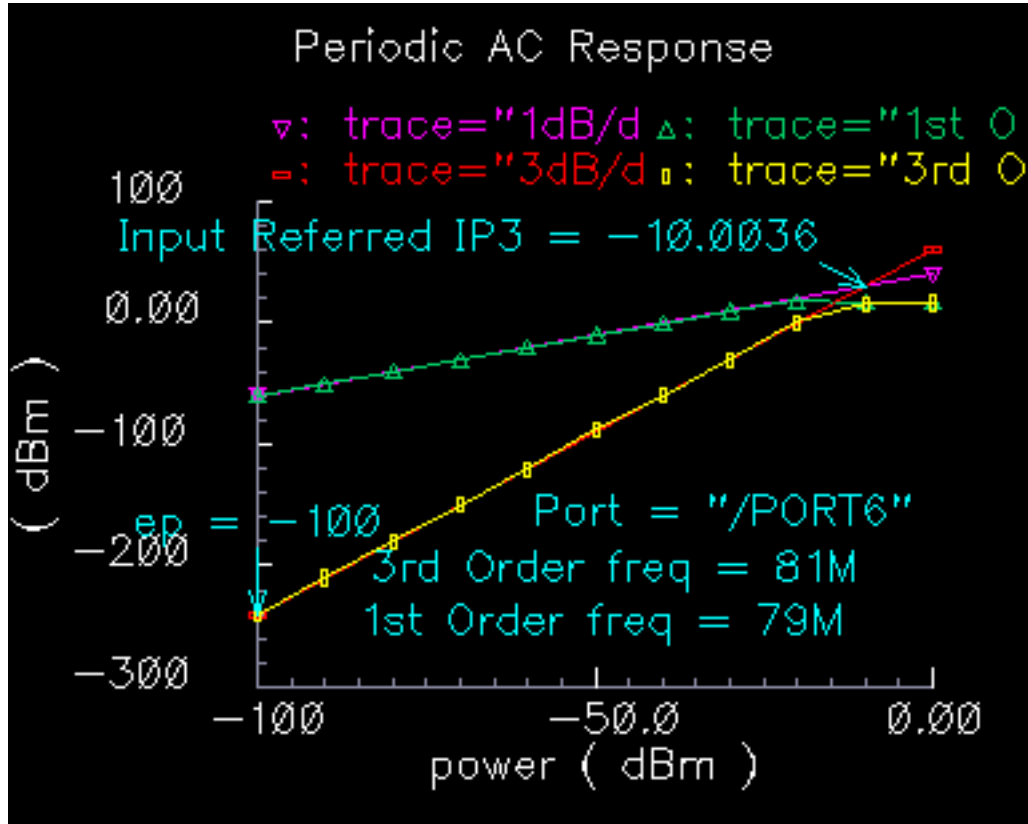 Periodic AC Response
▽: trace="1dB/d △: trace="1st O
▭: trace="3dB/d ▯: trace="3rd O
100
Input Referred IP3 = -10.0036
0.00
( dBm )
-100
ep = -100
Port = "/PORT6"
-200
3rd Order freq = 81M
1st Order freq = 79M
-300
-100 -50.0 0.00
power ( dBm )